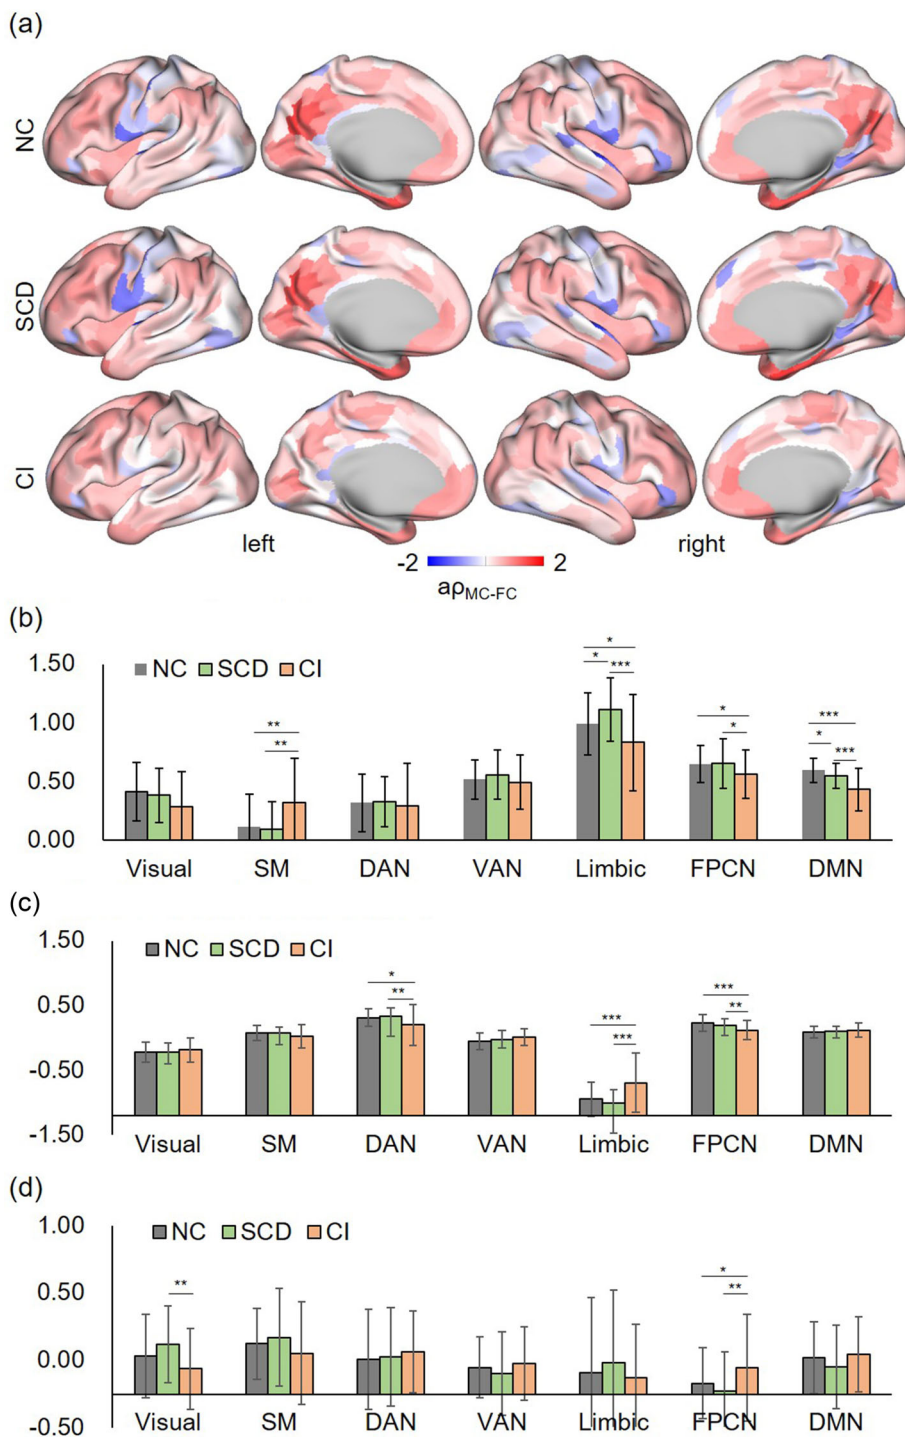 (a)
NC
SCD
CI
left
right
-2
2
aρMC-FC
(b)
1.50
1.00
0.50
0.00
NC SCD CI
** ** * * *** * * *** * ***
Visual SM DAN VAN Limbic FPCN DMN
(c)
1.50
0.50
-0.50
-1.50
NC SCD CI
* ** *** *** *** **
Visual SM DAN VAN Limbic FPCN DMN
(d)
1.00
0.50
0.00
-0.50
NC SCD CI
** * **
Visual SM DAN VAN Limbic FPCN DMN